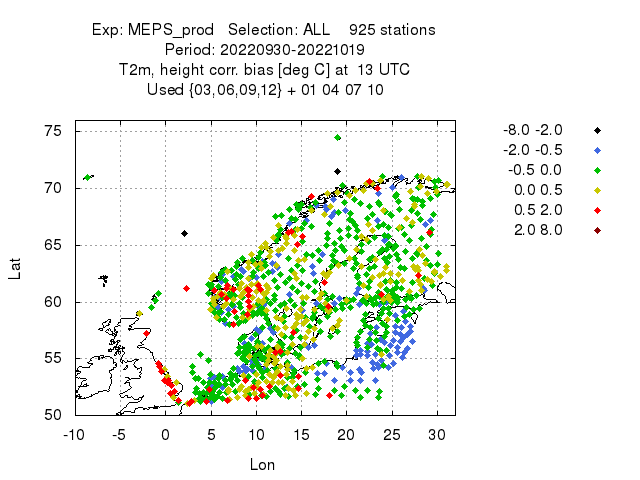 Exp: MEPS_prod   Selection: ALL    925 stations
Period: 20220930-20221019
T2m, height corr. bias [deg C] at  13 UTC
Used {03,06,09,12} + 01 04 07 10
-8.0 -2.0
-2.0 -0.5
-0.5 0.0
0.0 0.5
0.5 2.0
2.0 8.0
75
70
65
60
55
50
Lat
-10 -5 0 5 10 15 20 25 30
Lon